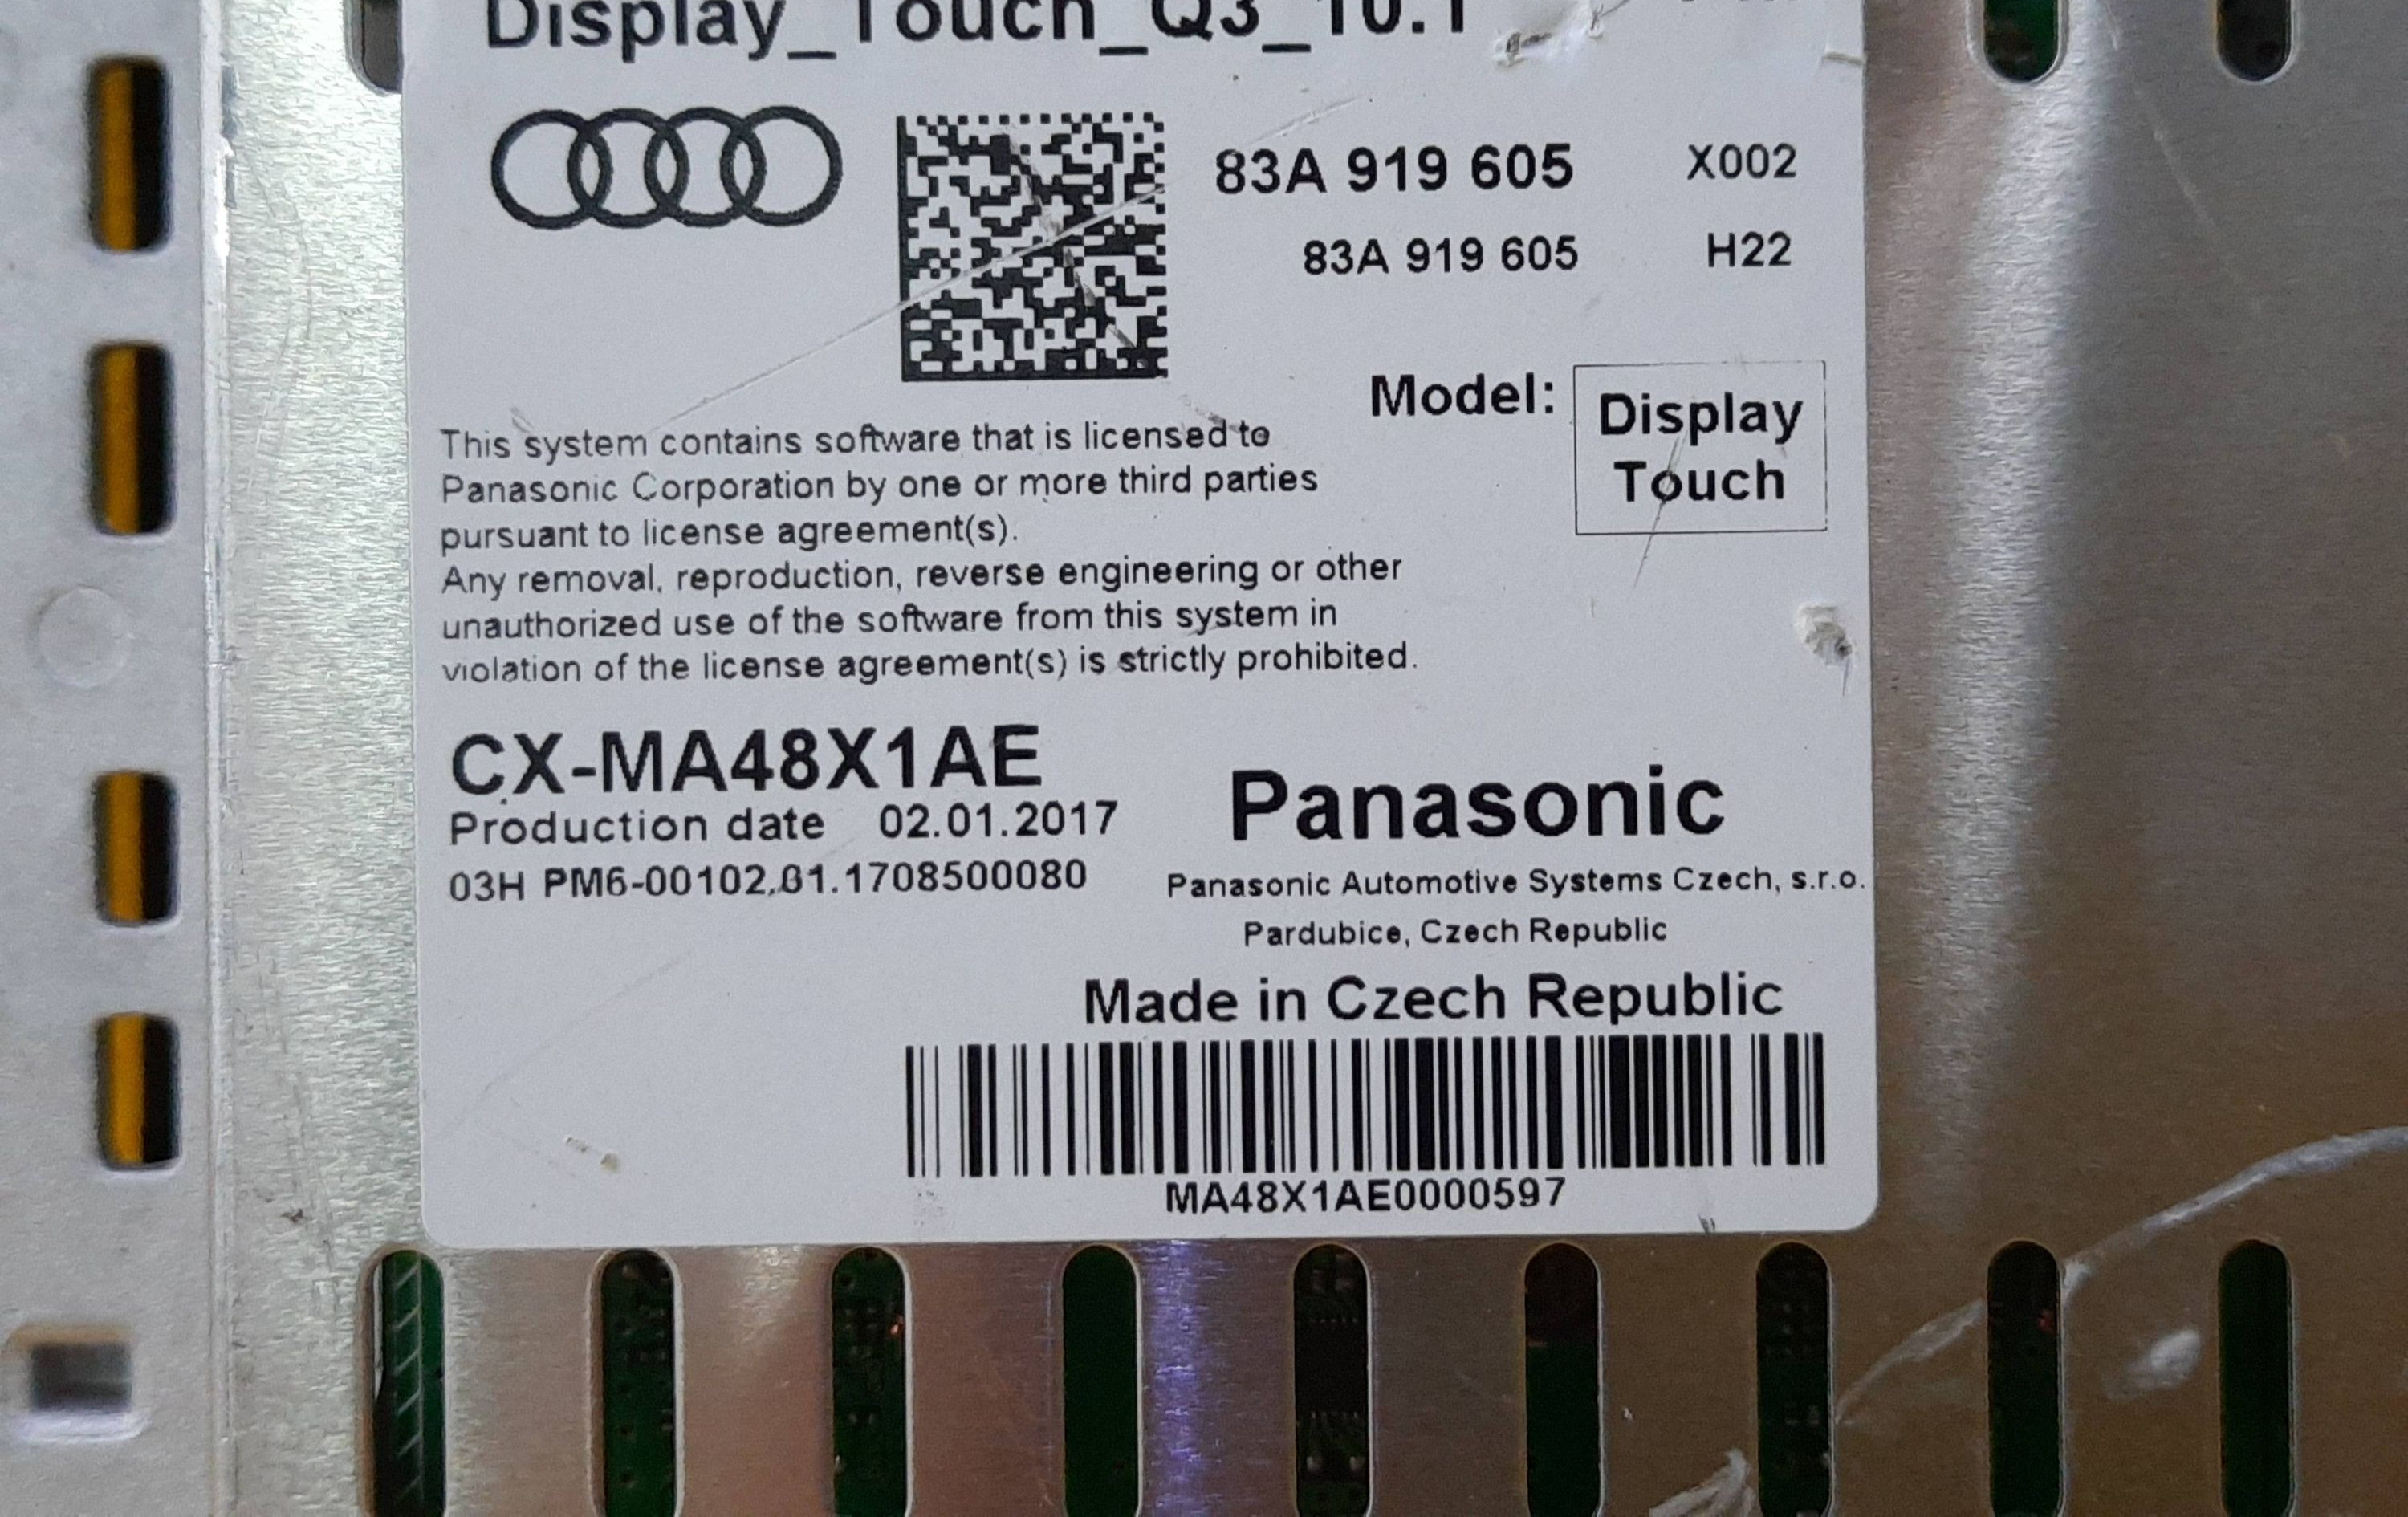 Display_Touch_Q3_10.1
83A 919 605 X002
83A 919 605 H22
Model: Display Touch
This system contains software that is licensed to
Panasonic Corporation by one or more third parties
pursuant to license agreement(s).
Any removal, reproduction, reverse engineering or other
unauthorized use of the software from this system in
violation of the license agreement(s) is strictly prohibited.
CX-MA48X1AE
Production date 02.01.2017
03H PM6-00102.01.1708500080
Panasonic
Panasonic Automotive Systems Czech, s.r.o.
Pardubice, Czech Republic
Made in Czech Republic
MA48X1AE0000597